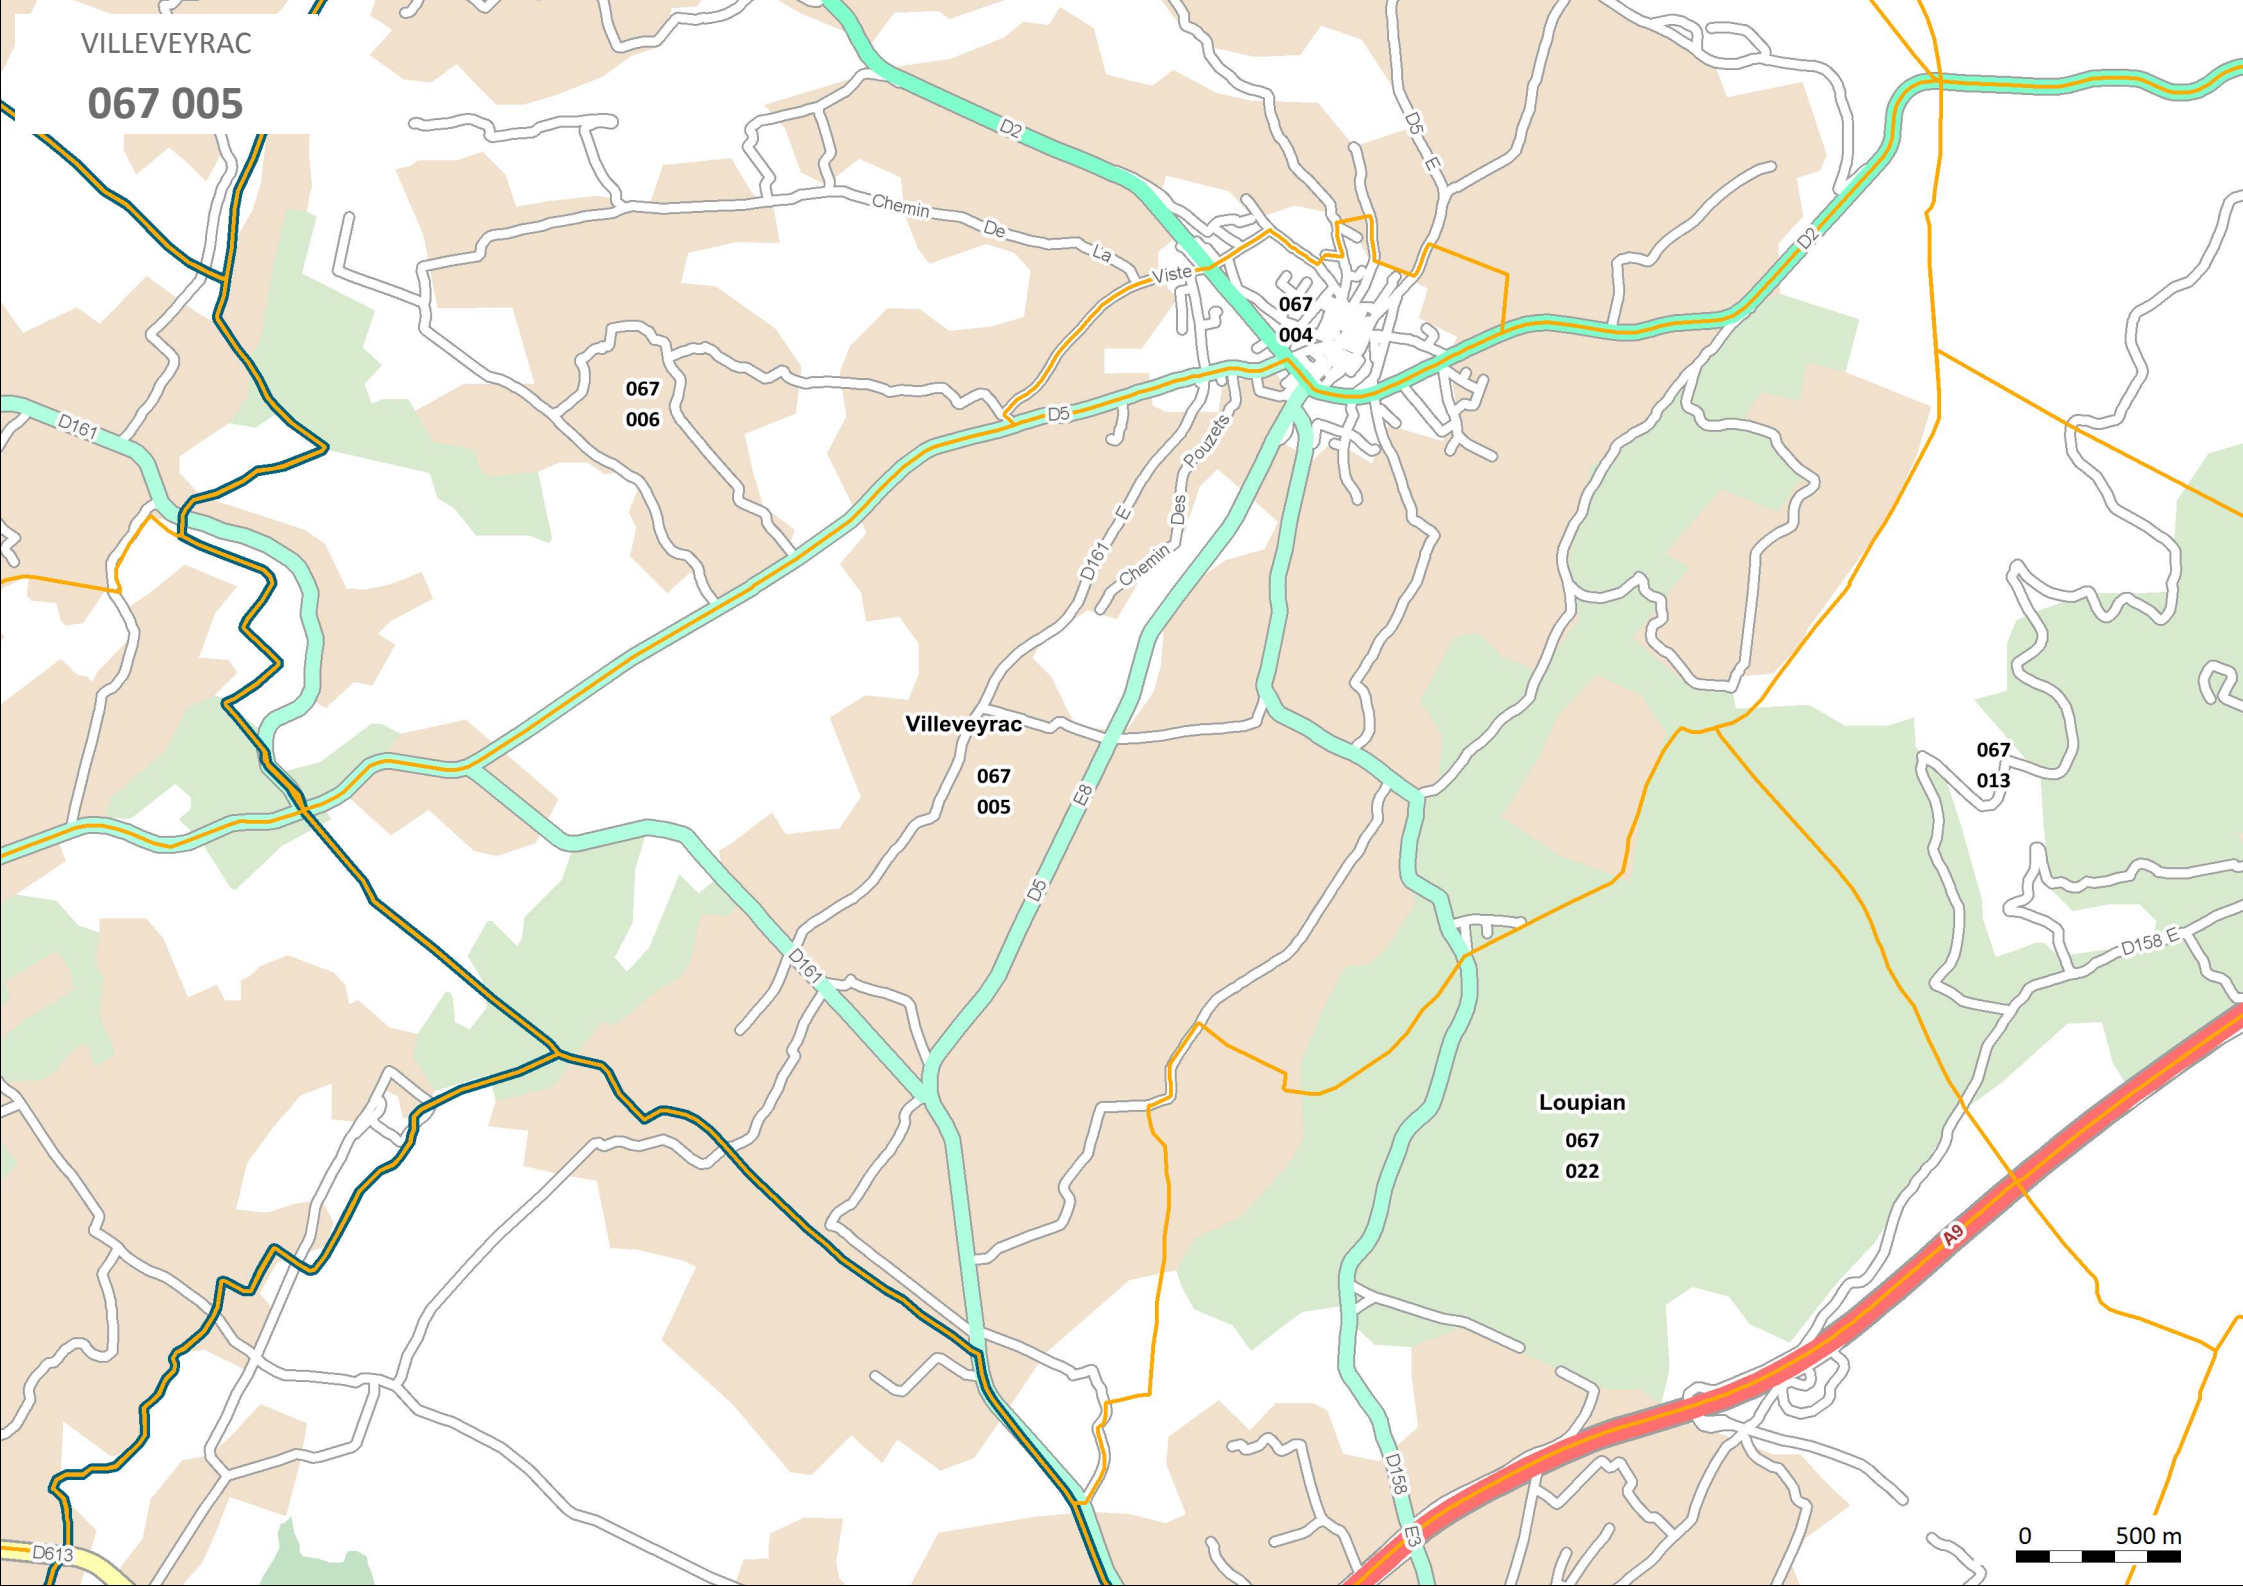 VILLEVEYRAC
067 005
D2
D5 E
Chemin De La Viste
D2
067
004
067
006
D5
D161
Chemin Des Pouzets
D161 E
Villeveyrac
067
005
E8
067
013
D5
D158 E
D161
Loupian
067
022
A9
D158
E3
D613
0 500 m